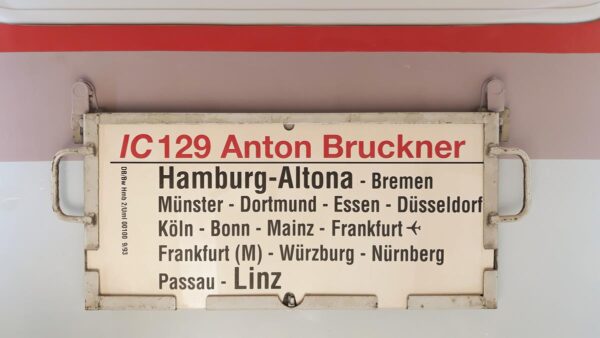 IC 129 Anton Bruckner
Hamburg-Altona - Bremen
Münster - Dortmund - Essen - Düsseldorf
Köln - Bonn - Mainz - Frankfurt ✈
Frankfurt (M) - Würzburg - Nürnberg
Passau - Linz